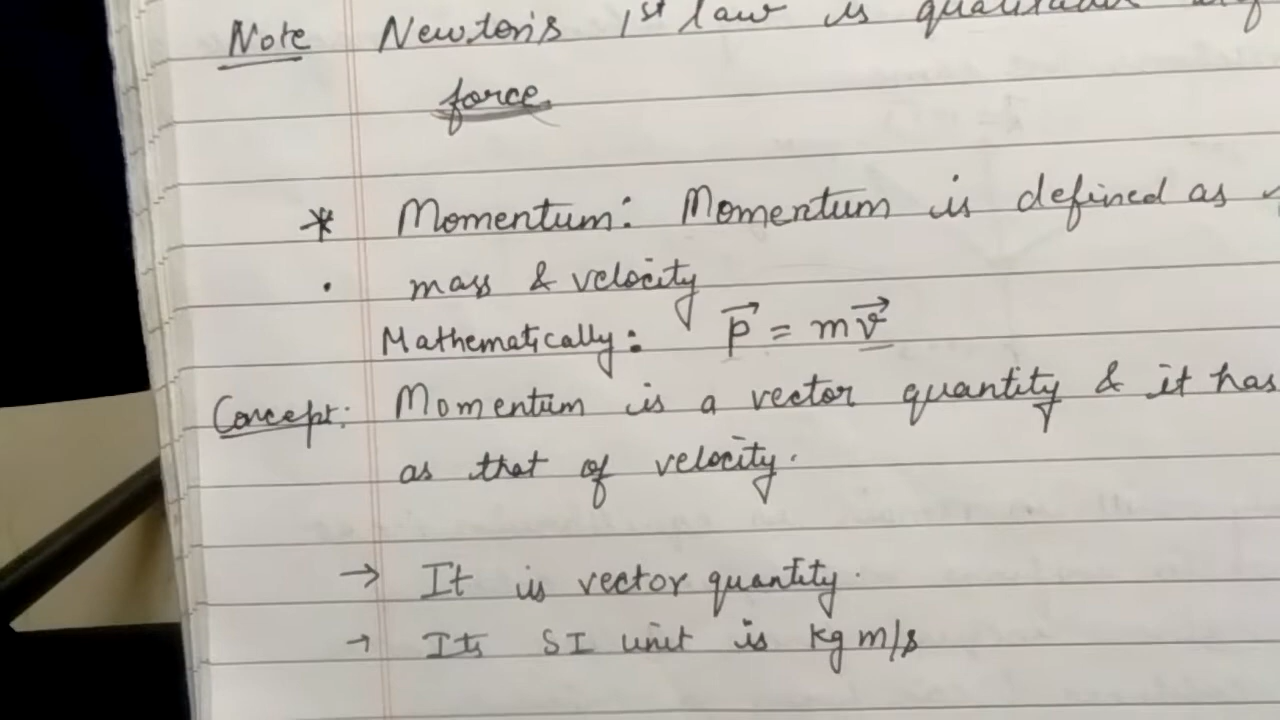 Note Newton's 1st law is qualitative
force
* Momentum: Momentum is defined as
. mass & velocity
Mathematically: p⃗ = mv⃗
Concept: Momentum is a vector quantity & it has
as that of velocity.
→ It is vector quantity.
→ Its SI unit is kg m/s